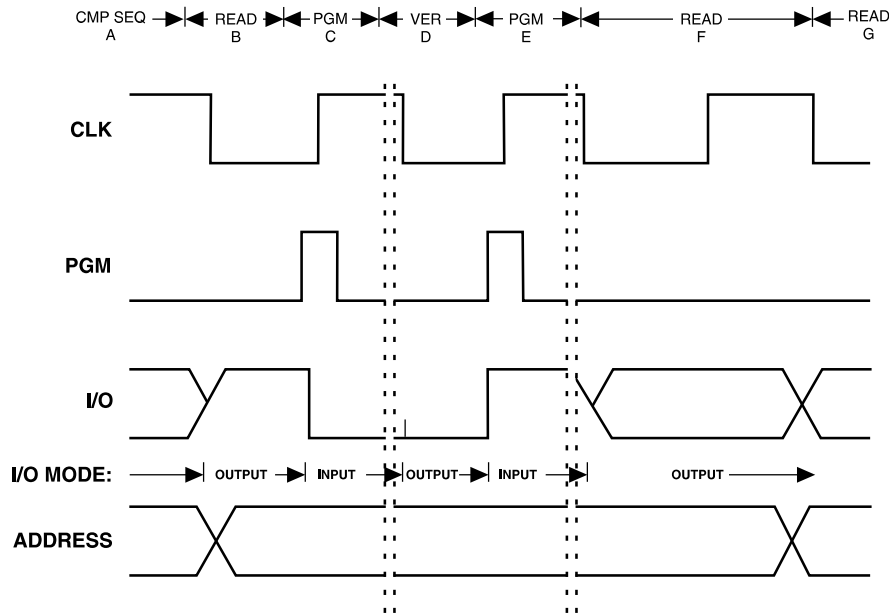 CMP SEQ READ PGM VER PGM READ READ
A B C D E F G
CLK
PGM
I/O
I/O MODE: OUTPUT INPUT OUTPUT INPUT OUTPUT
ADDRESS